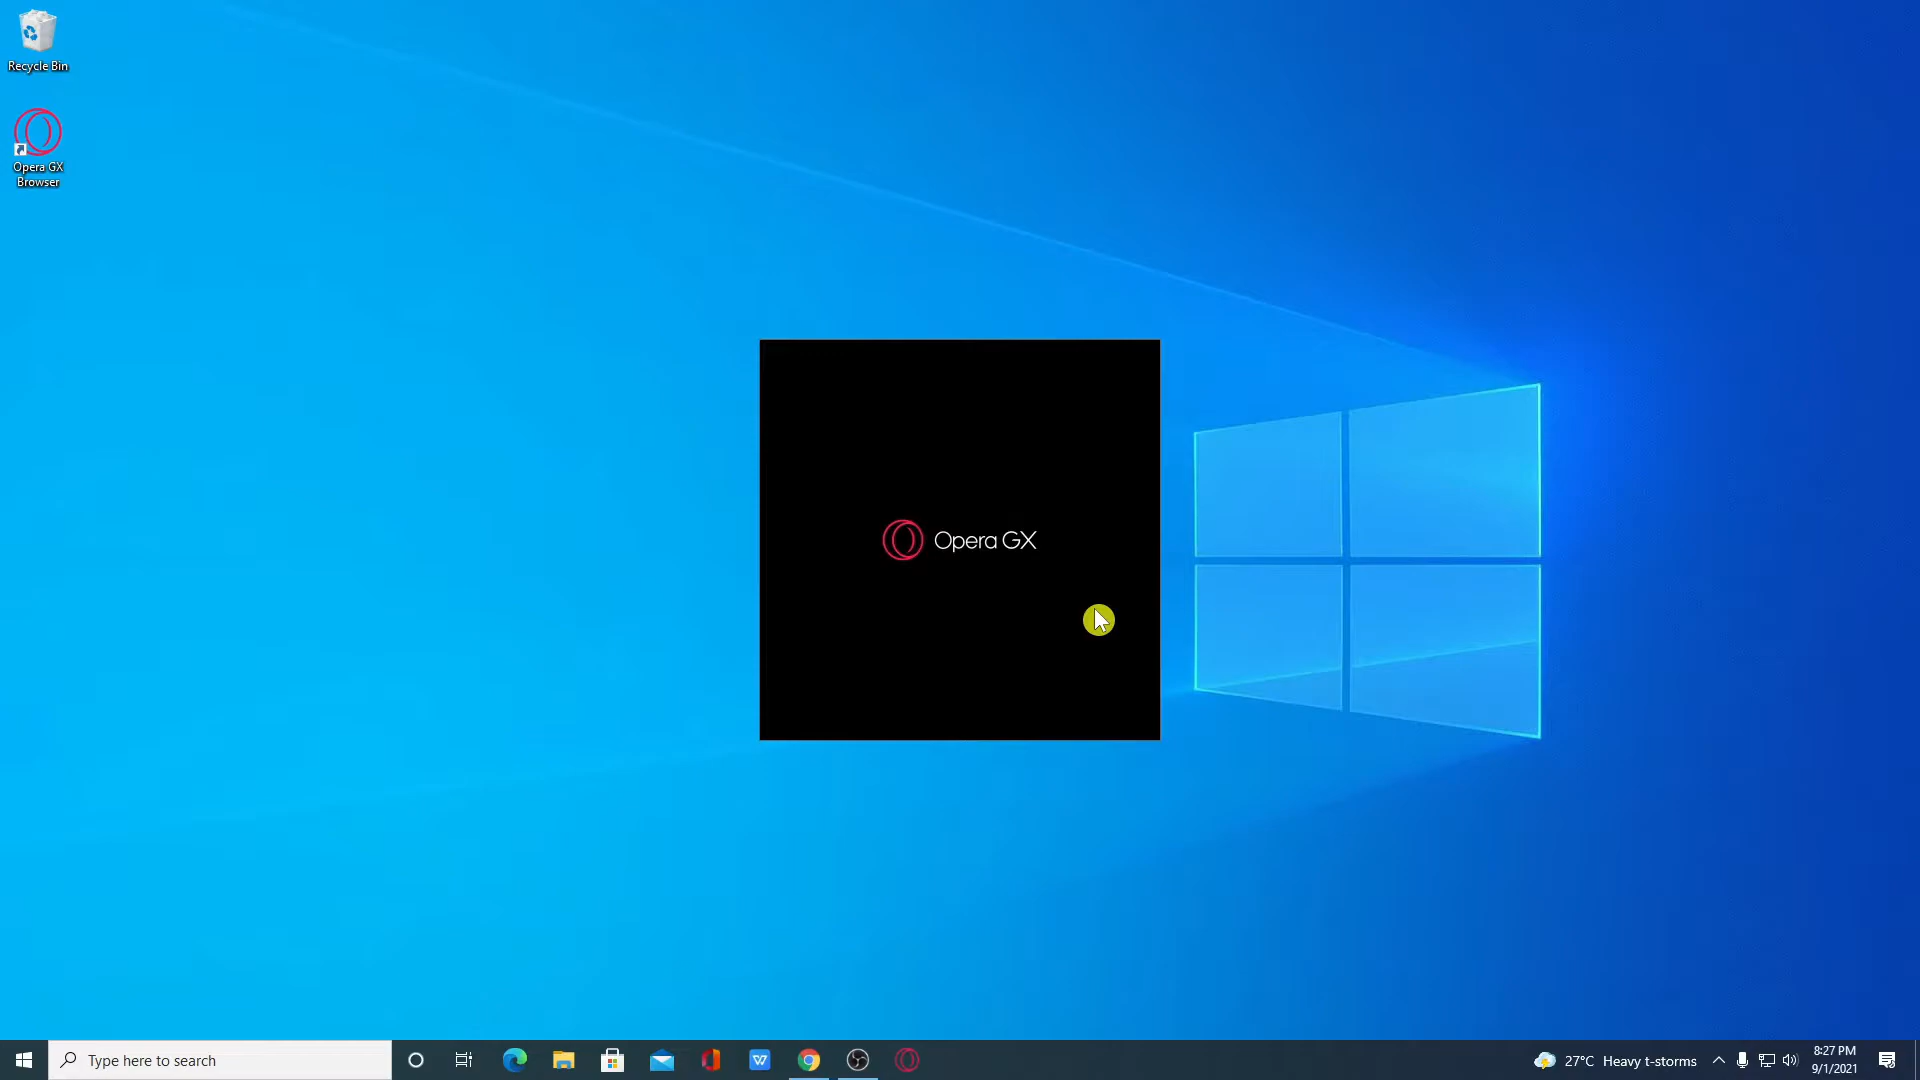 Recycle Bin
Opera GX
Browser
Opera GX
Type here to search
27°C Heavy t-storms
8:27 PM
9/1/2021